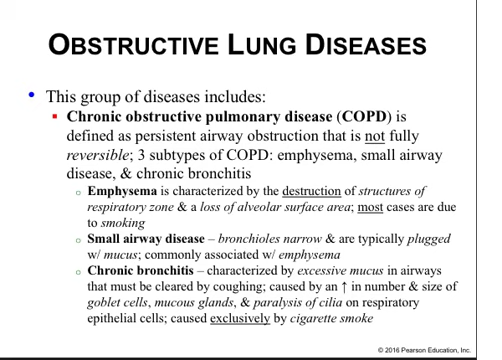 OBSTRUCTIVE LUNG DISEASES
• This group of diseases includes:
▪ Chronic obstructive pulmonary disease (COPD) is
defined as persistent airway obstruction that is not fully
reversible; 3 subtypes of COPD: emphysema, small airway
disease, & chronic bronchitis
○ Emphysema is characterized by the destruction of structures of
respiratory zone & a loss of alveolar surface area; most cases are due
to smoking
○ Small airway disease – bronchioles narrow & are typically plugged
w/ mucus; commonly associated w/ emphysema
○ Chronic bronchitis – characterized by excessive mucus in airways
that must be cleared by coughing; caused by an ↑ in number & size of
goblet cells, mucous glands, & paralysis of cilia on respiratory
epithelial cells; caused exclusively by cigarette smoke
© 2016 Pearson Education, Inc.